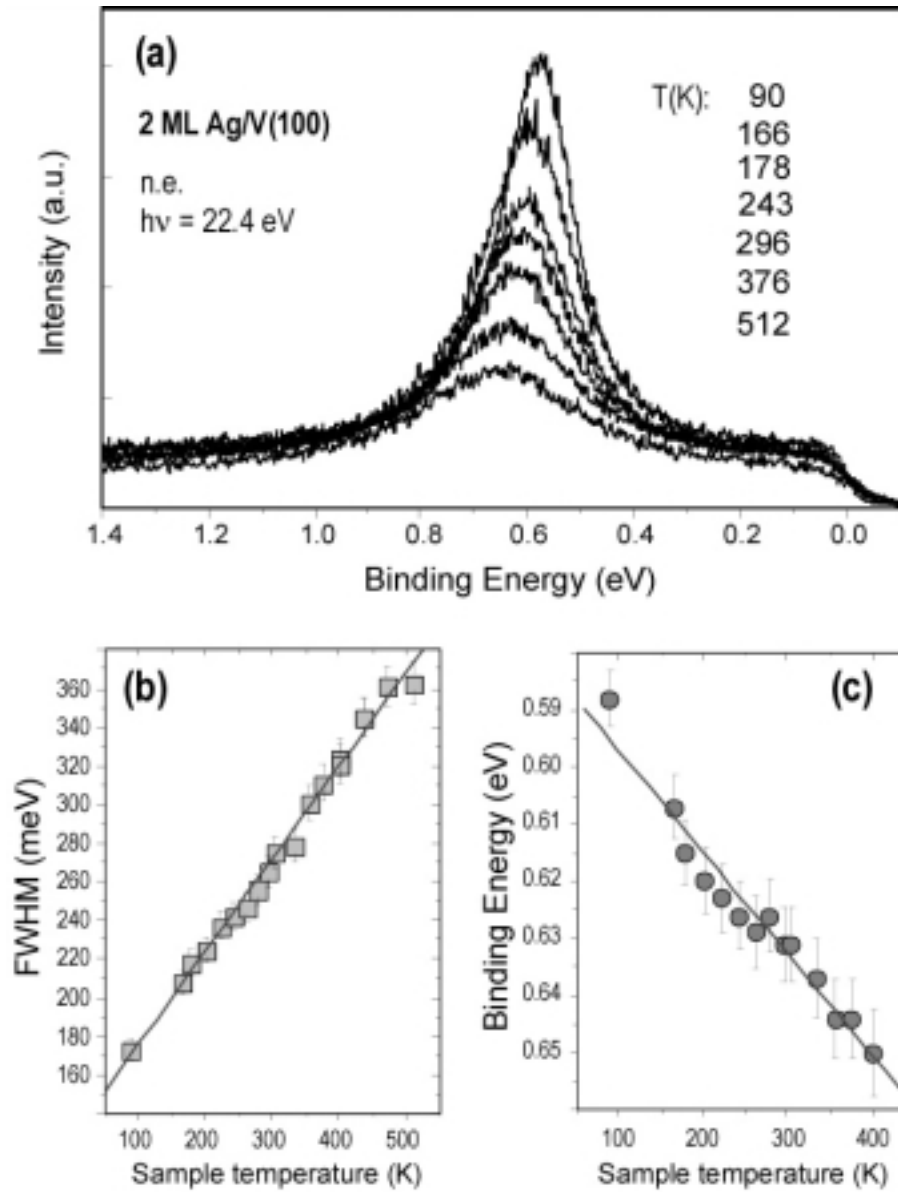 (a)
2 ML Ag/V(100)
n.e.
hν = 22.4 eV
T(K): 90
166
178
243
296
376
512
Intensity (a.u.)
1.4 1.2 1.0 0.8 0.6 0.4 0.2 0.0
Binding Energy (eV)
(b)
FWHM (meV)
360
340
320
300
280
260
240
220
200
180
160
100 200 300 400 500
Sample temperature (K)
(c)
Binding Energy (eV)
0.59
0.60
0.61
0.62
0.63
0.64
0.65
100 200 300 400
Sample temperature (K)